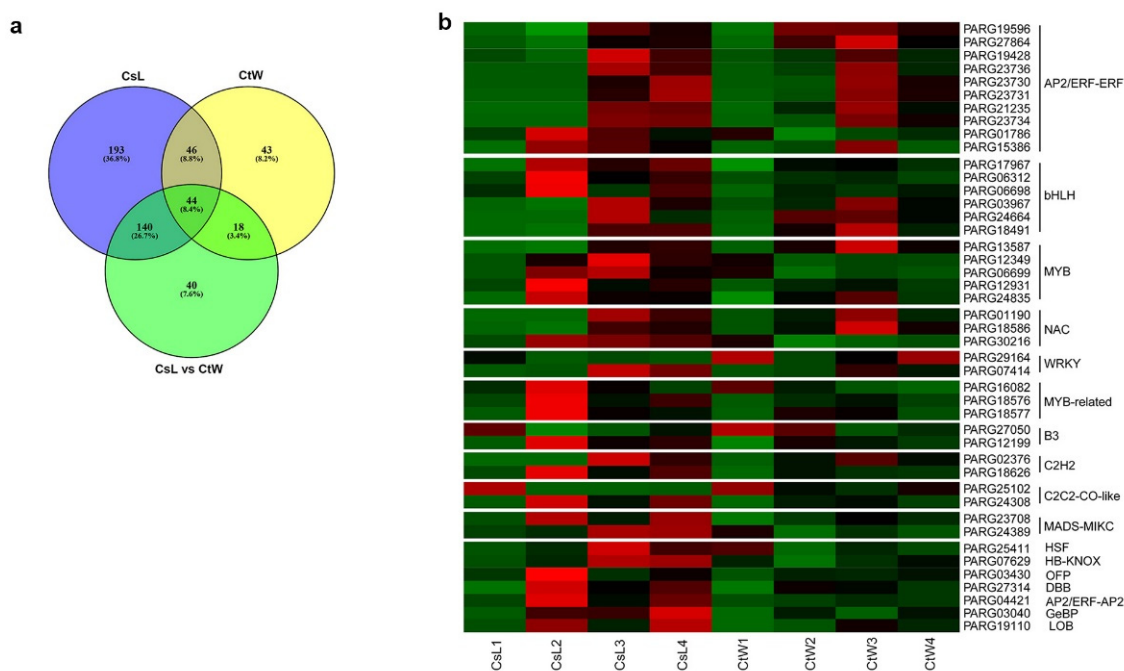 a
CsL
CtW
193
(36.8%)
46
(8.8%)
43
(8.2%)
44
(8.4%)
140
(26.7%)
18
(3.4%)
40
(7.6%)
CsL vs CtW
b
PARG19596
PARG27864
PARG19428
PARG23736
PARG23730
PARG23731
PARG21235
PARG23734
PARG01786
PARG15386
AP2/ERF-ERF
PARG17967
PARG06312
PARG06698
PARG03967
PARG24664
PARG18491
bHLH
PARG13587
PARG12349
PARG06699
PARG12931
PARG24835
MYB
PARG01190
PARG18586
PARG30216
NAC
PARG29164
PARG07414
WRKY
PARG16082
PARG18576
PARG18577
MYB-related
PARG27050
PARG12199
B3
PARG02376
PARG18626
C2H2
PARG25102
PARG24308
C2C2-CO-like
PARG23708
PARG24389
MADS-MIKC
PARG25411 HSF
PARG07629 HB-KNOX
PARG03430 OFP
PARG27314 DBB
PARG04421 AP2/ERF-AP2
PARG03040 GeBP
PARG19110 LOB
CsL1 CsL2 CsL3 CsL4 CtW1 CtW2 CtW3 CtW4